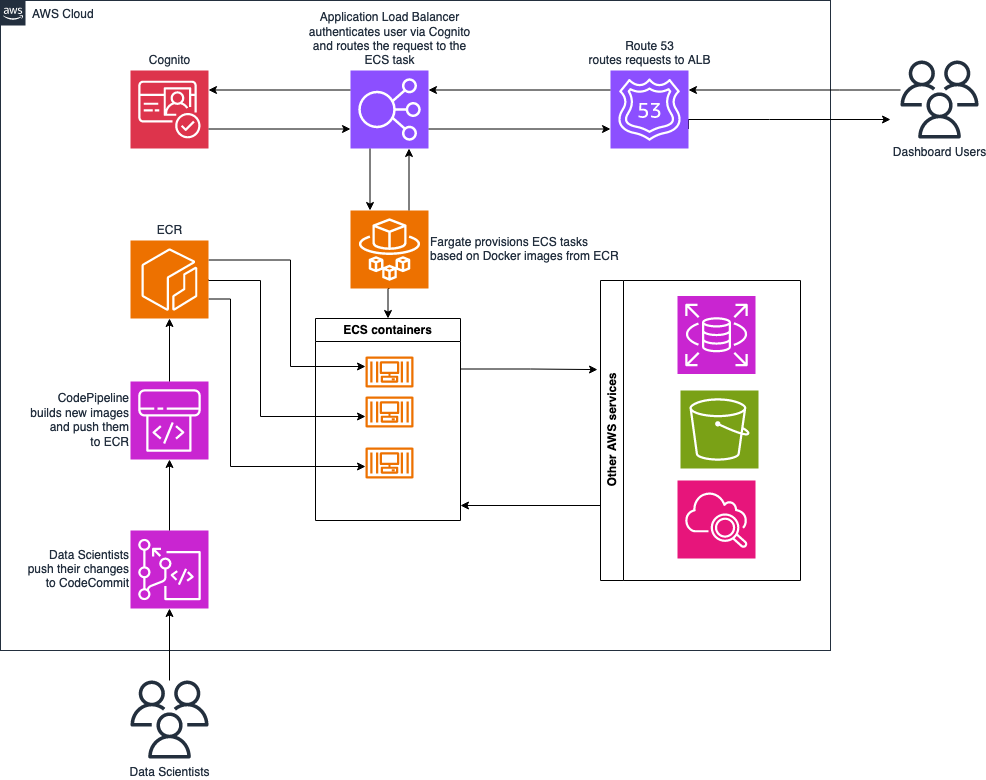 aws
AWS Cloud
Application Load Balancer
authenticates user via Cognito
and routes the request to the
ECS task
Cognito
Route 53
routes requests to ALB
53
Dashboard Users
ECR
Fargate provisions ECS tasks
based on Docker images from ECR
ECS containers
CodePipeline
builds new images
and push them
to ECR
</>
Other AWS services
Data Scientists
push their changes
to CodeCommit
</>
Data Scientists